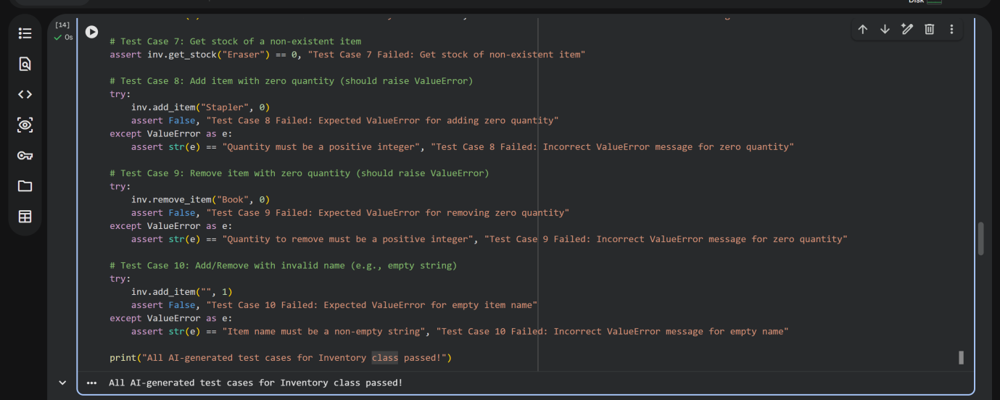 Disk
[14]
0s
# Test Case 7: Get stock of a non-existent item
assert inv.get_stock("Eraser") == 0, "Test Case 7 Failed: Get stock of non-existent item"
# Test Case 8: Add item with zero quantity (should raise ValueError)
try:
    inv.add_item("Stapler", 0)
    assert False, "Test Case 8 Failed: Expected ValueError for adding zero quantity"
except ValueError as e:
    assert str(e) == "Quantity must be a positive integer", "Test Case 8 Failed: Incorrect ValueError message for zero quantity"
# Test Case 9: Remove item with zero quantity (should raise ValueError)
try:
    inv.remove_item("Book", 0)
    assert False, "Test Case 9 Failed: Expected ValueError for removing zero quantity"
except ValueError as e:
    assert str(e) == "Quantity to remove must be a positive integer", "Test Case 9 Failed: Incorrect ValueError message for zero quantity"
# Test Case 10: Add/Remove with invalid name (e.g., empty string)
try:
    inv.add_item("", 1)
    assert False, "Test Case 10 Failed: Expected ValueError for empty item name"
except ValueError as e:
    assert str(e) == "Item name must be a non-empty string", "Test Case 10 Failed: Incorrect ValueError message for empty name"
print("All AI-generated test cases for Inventory class passed!")
All AI-generated test cases for Inventory class passed!